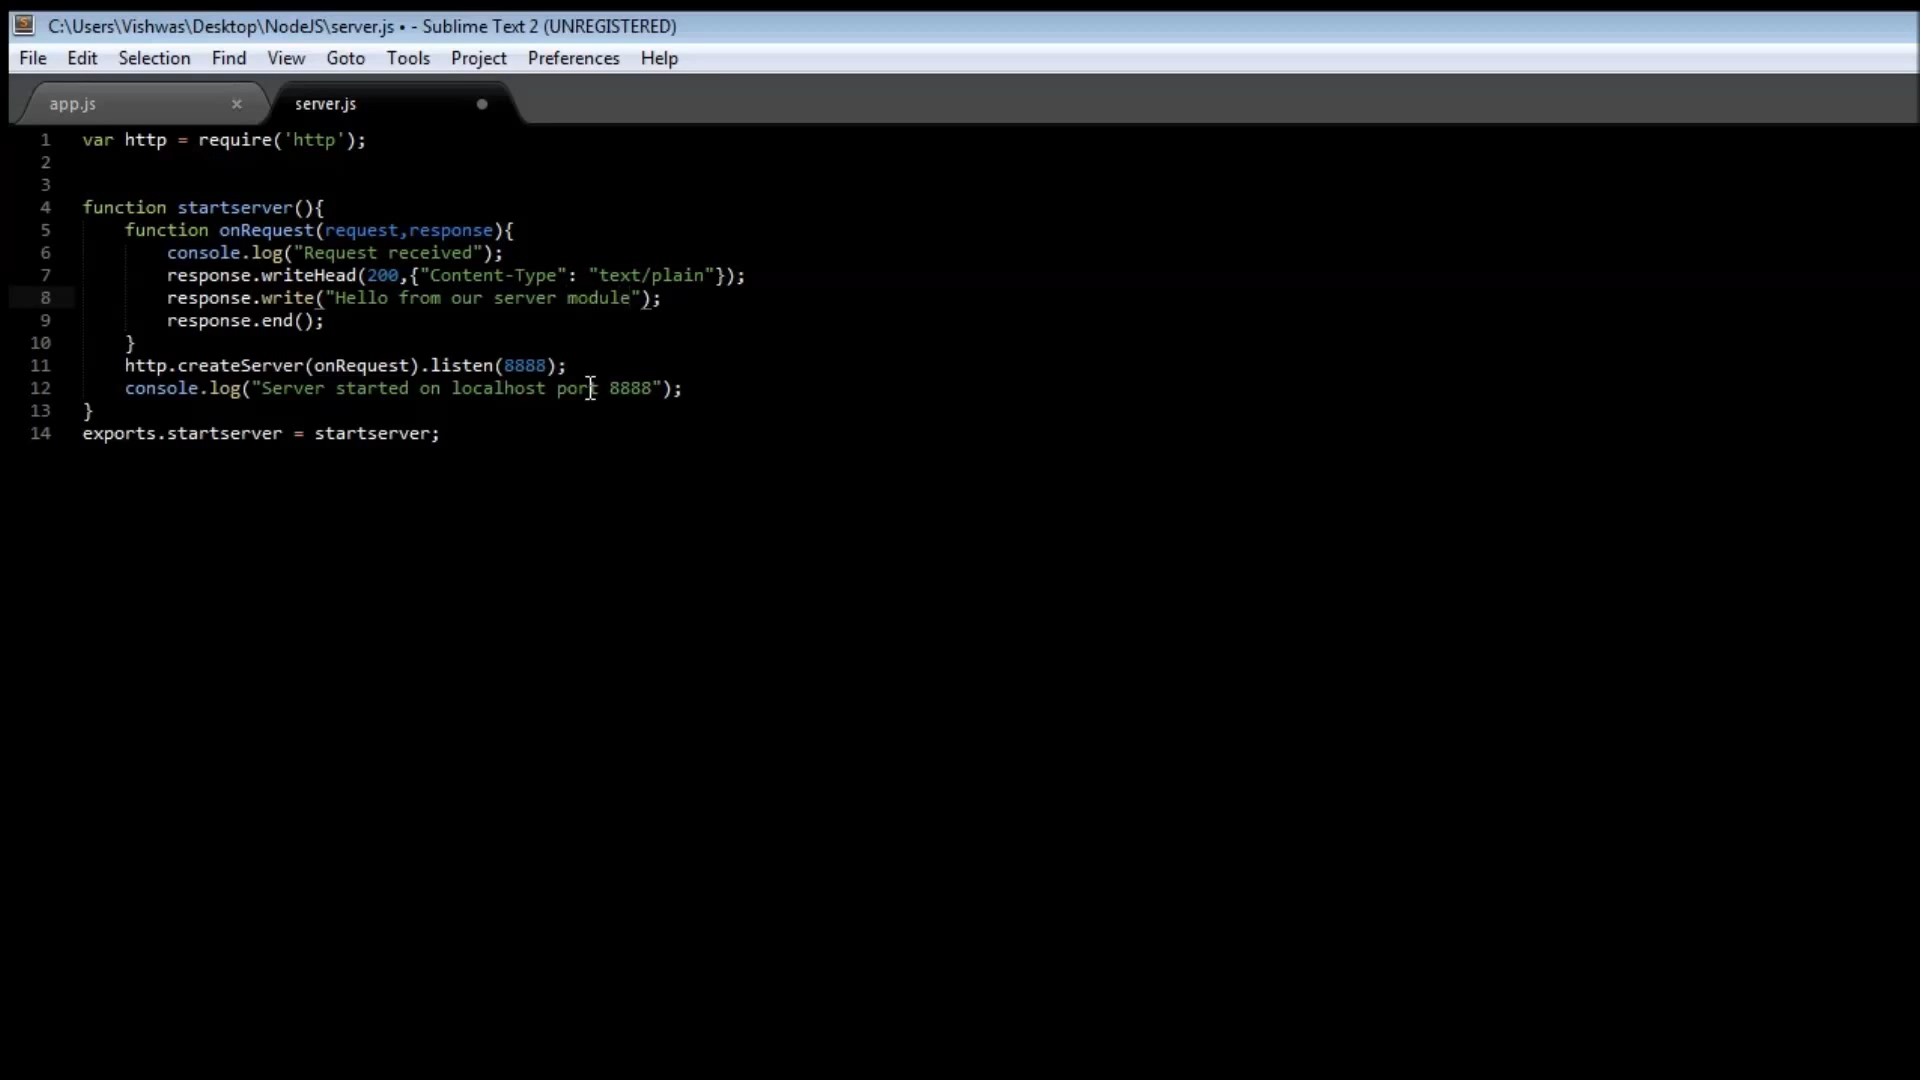 C:\Users\Vishwas\Desktop\NodeJS\server.js • - Sublime Text 2 (UNREGISTERED)
File Edit Selection Find View Goto Tools Project Preferences Help
app.js × server.js
1 var http = require('http');
2
3
4 function startserver(){
5 function onRequest(request,response){
6 console.log("Request received");
7 response.writeHead(200,{"Content-Type": "text/plain"});
8 response.write("Hello from our server module");
9 response.end();
10 }
11 http.createServer(onRequest).listen(8888);
12 console.log("Server started on localhost port 8888");
13 }
14 exports.startserver = startserver;